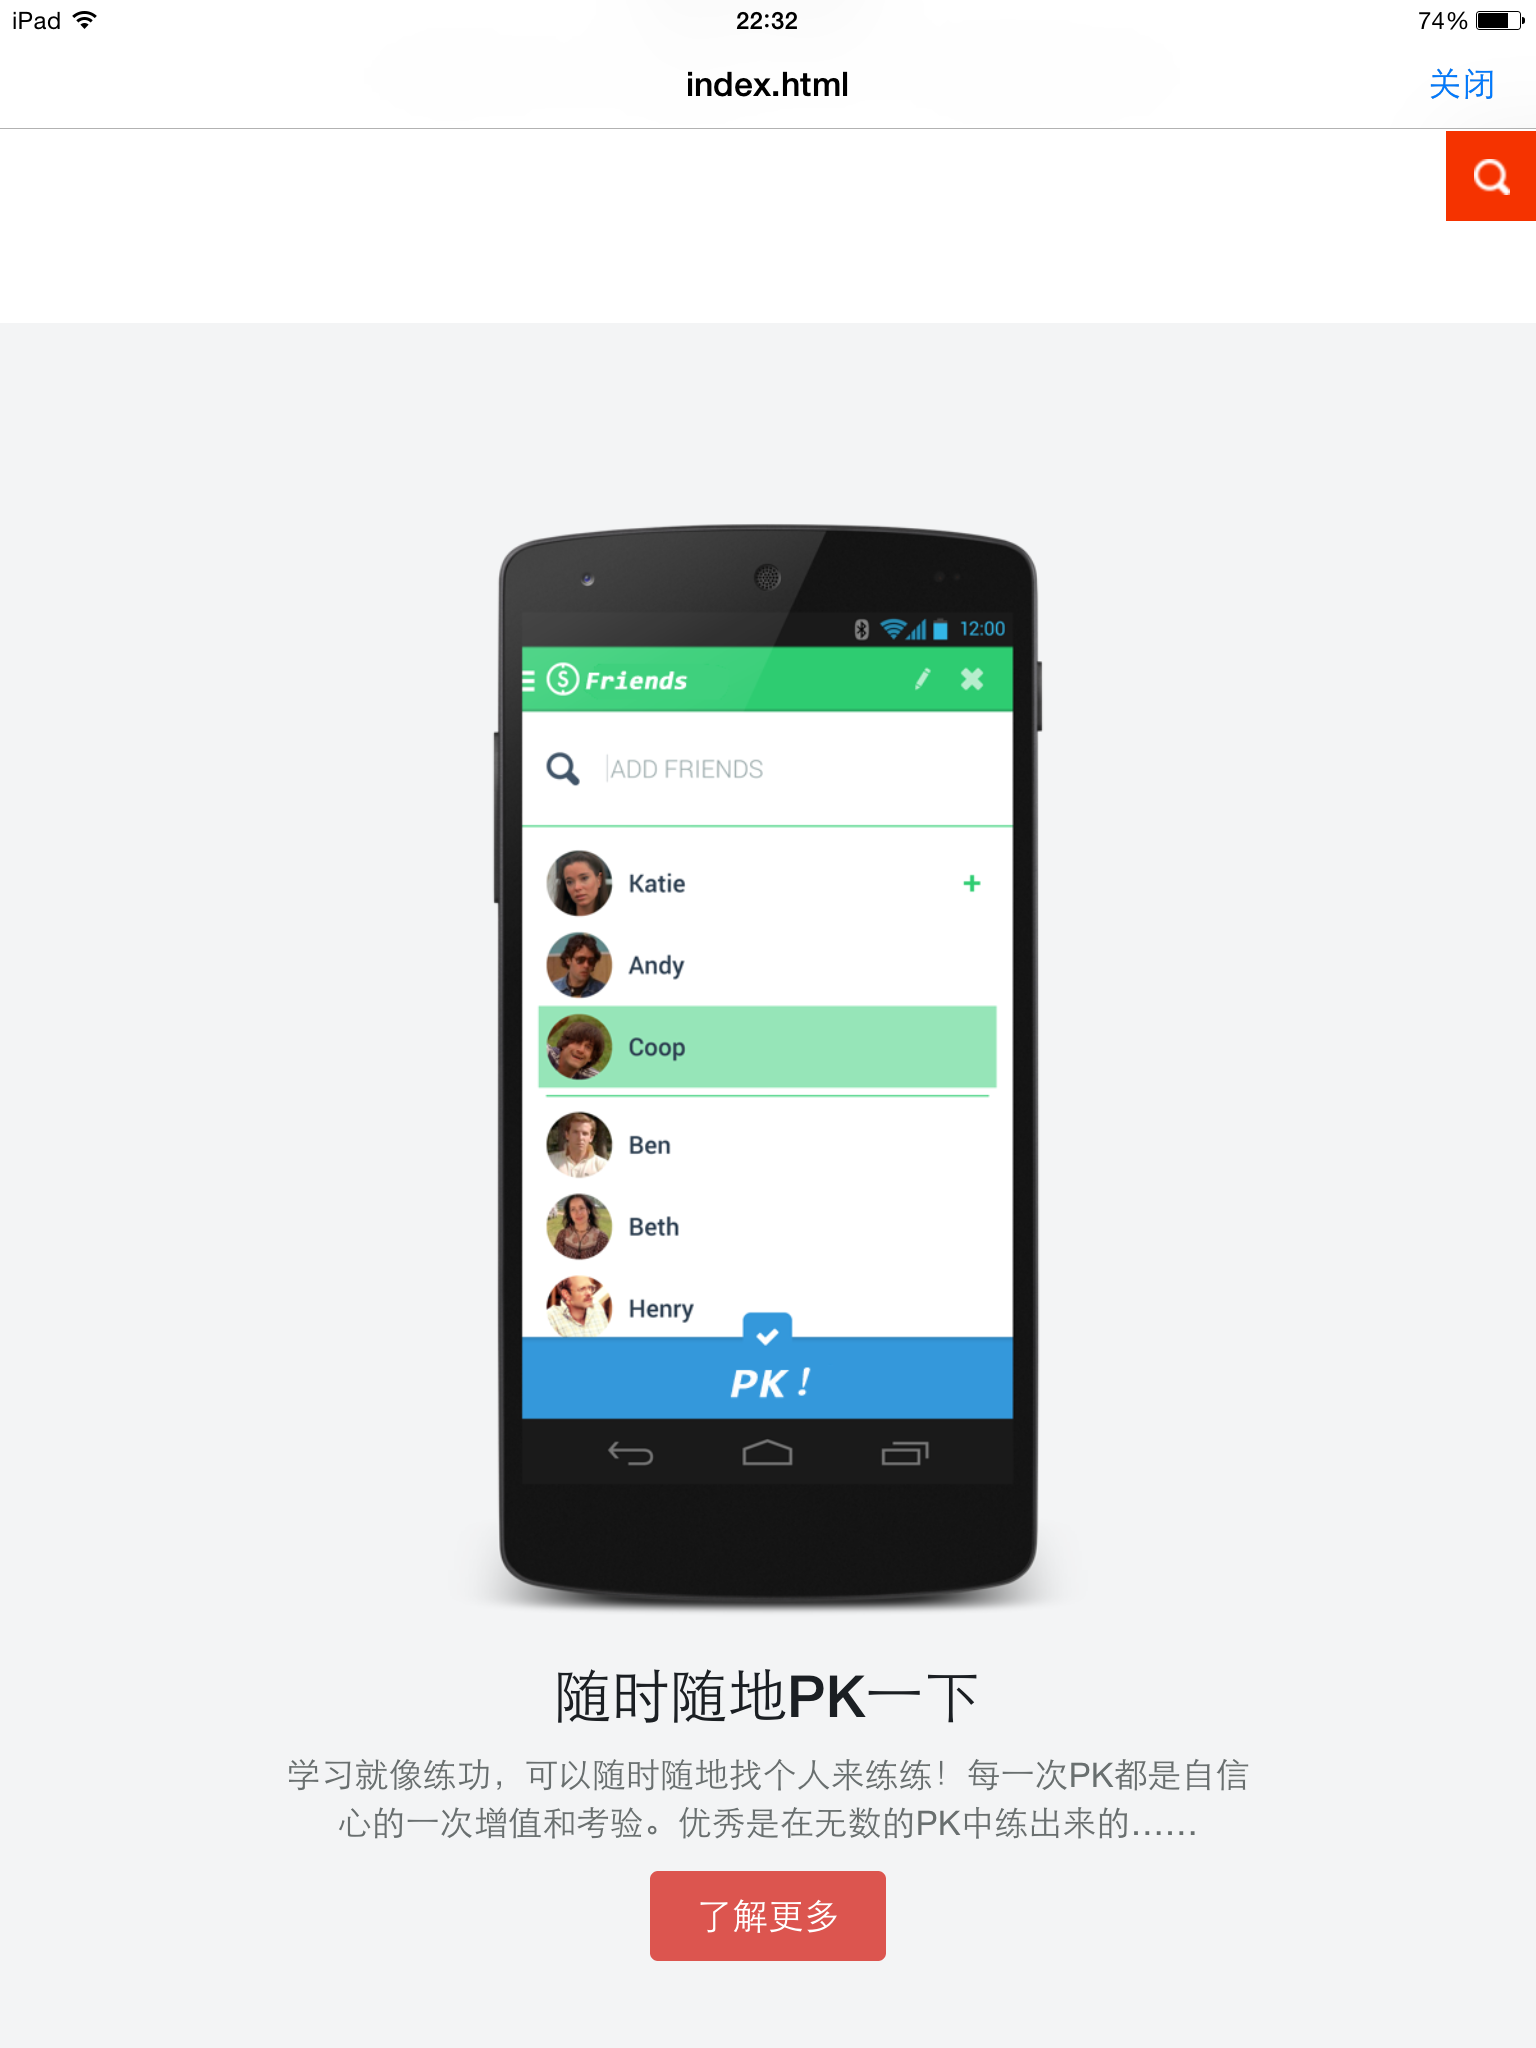 iPad 22:32 74%
index.html 关闭
12:00
S Friends
ADD FRIENDS
Katie +
Andy
Coop
Ben
Beth
Henry
PK!
随时随地PK一下
学习就像练功，可以随时随地找个人来练练！每一次PK都是自信
心的一次增值和考验。优秀是在无数的PK中练出来的……
了解更多